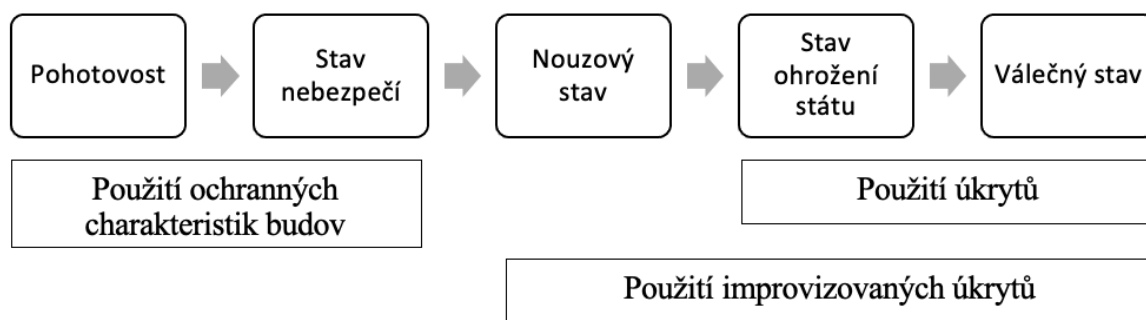 Pohotovost
Stav
nebezpečí
Nouzový
stav
Stav
ohrožení
státu
Válečný stav
Použití ochranných
charakteristik budov
Použití úkrytů
Použití improvizovaných úkrytů